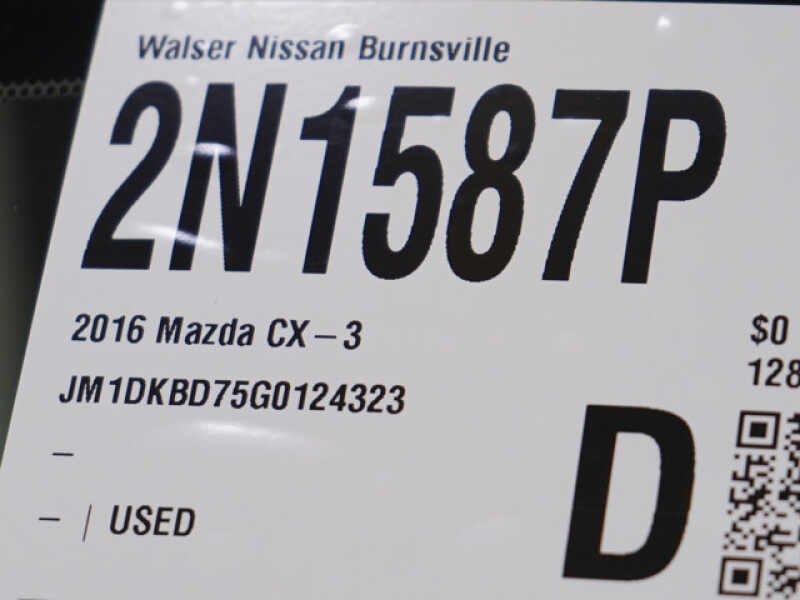 Walser Nissan Burnsville
2N1587P
2016 Mazda CX-3
JM1DKBD75G0124323
$0
128
D
-
- | USED